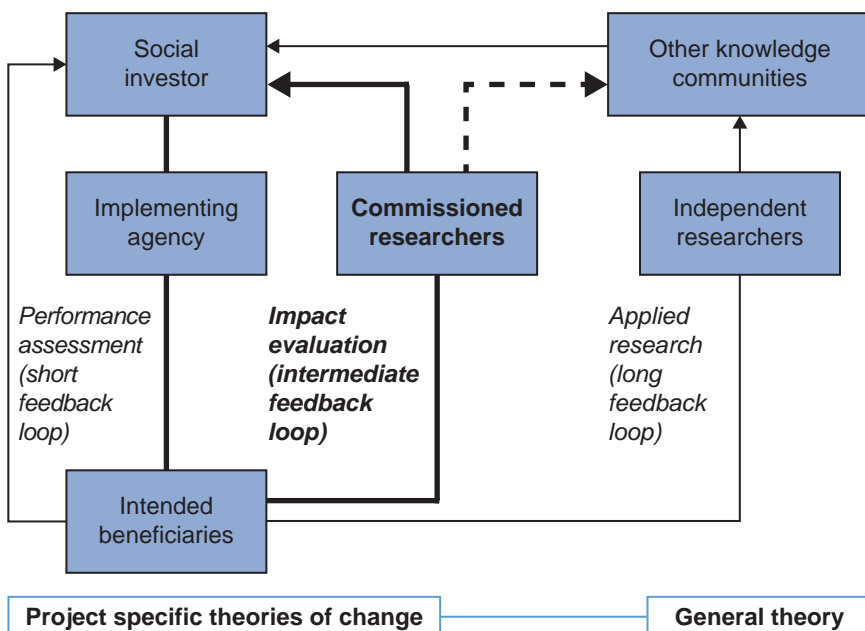 Social
investor
Other knowledge
communities
Implementing
agency
Commissioned
researchers
Independent
researchers
Performance
assessment
(short
feedback
loop)
Impact
evaluation
(intermediate
feedback
loop)
Applied
research
(long
feedback
loop)
Intended
beneficiaries
Project specific theories of change
General theory